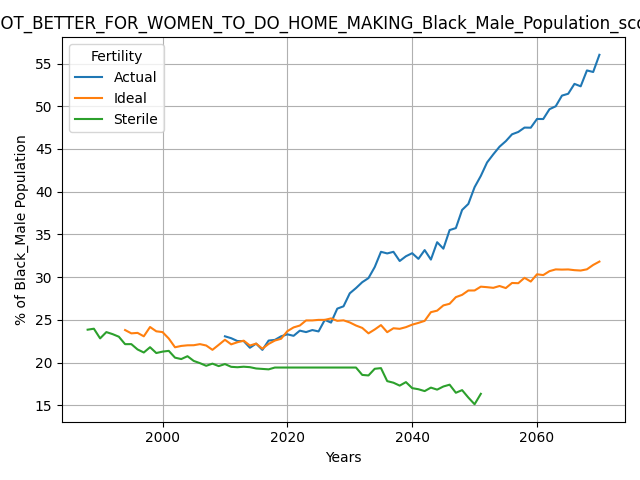 OT_BETTER_FOR_WOMEN_TO_DO_HOME_MAKING_Black_Male_Population_sco
Fertility
Actual
Ideal
Sterile
% of Black_Male Population
55
50
45
40
35
30
25
20
15
2000
2020
2040
2060
Years